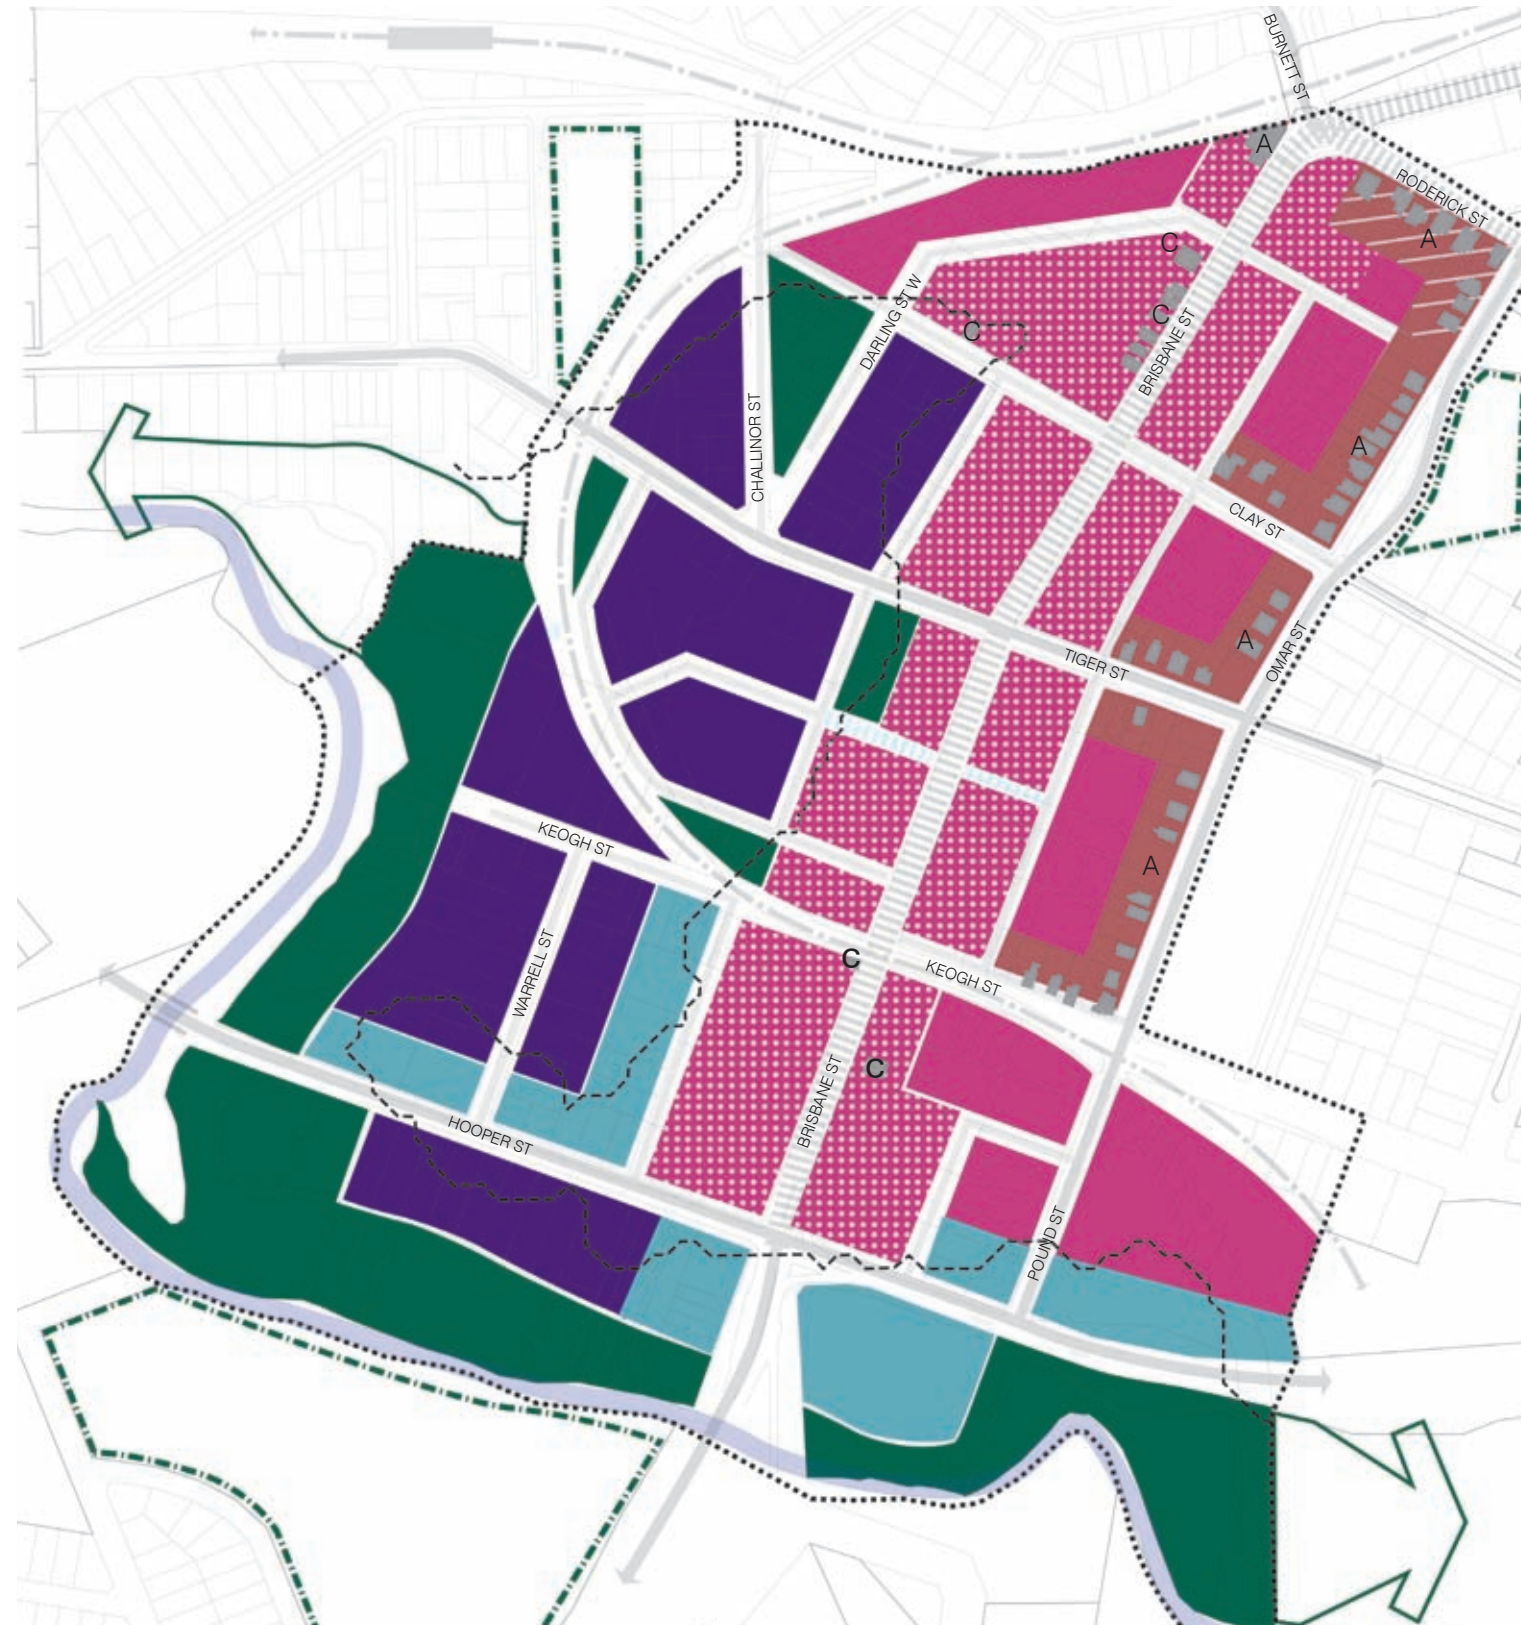 BURNETT ST
A
RODERICK ST
A
C
C
C
DARLING ST W
BRISBANE ST
CHALLINOR ST
A
CLAY ST
A
OMAR ST
TIGER ST
KEOGH ST
A
WARRELL ST
C
KEOGH ST
C
BRISBANE ST
HOOPER ST
POUND ST